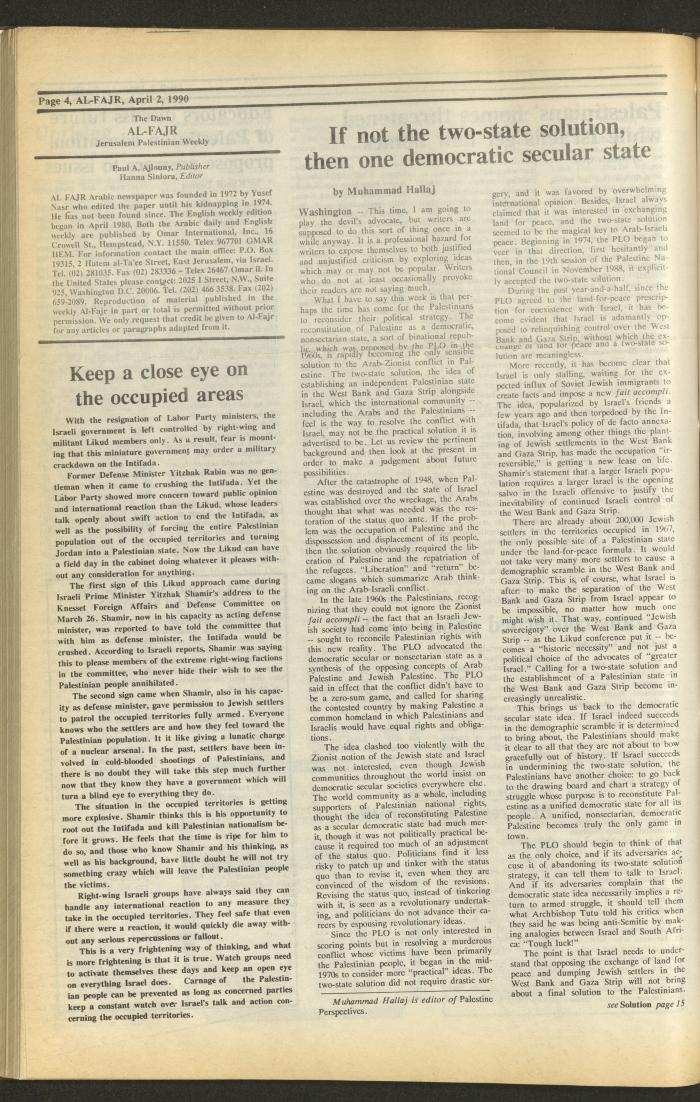 Page 4, AL-FAJR, April 2, 1990
The Dawn
AL-FAJR
Jerusalem Palestinian Weekly
Paul A. Ajlouny, Publisher
Hanna Siniora, Editor
AL FAJR Arabic newspaper was founded in 1972 by Yusef
Nasr who edited the paper until his kidnapping in 1974.
He has not been found since. The English weekly edition
began in April 1980. Both the Arabic daily and English
weekly are published by Omar International, Inc., 16
Crowell St., Hempstead, N.Y. 11550. Telex 967701 OMAR
HEM. For information contact the main office: P.O. Box
19315, 2 Hatem al-Ta'ee Street, East Jerusalem, via Israel.
Tel. (02) 281035. Fax (02) 283336 – Telex 26467 Omar il. In
the United States please contact: 2025 I Street, N.W., Suite
925, Washington D.C. 20006. Tel. (202) 466 3538. Fax (202)
659-2089. Reproduction of material published in the
weekly Al-Fajr in part or total is permitted without prior
permission. We only request that credit be given to Al-Fajr
for any articles or paragraphs adapted from it.
Keep a close eye on
the occupied areas
With the resignation of Labor Party ministers, the
Israeli government is left controlled by right-wing and
militant Likud members only. As a result, fear is mount-
ing that this miniature government may order a military
crackdown on the Intifada.
Former Defense Minister Yitzhak Rabin was no gen-
tleman when it came to crushing the Intifada. Yet the
Labor Party showed more concern toward public opinion
and international reaction than the Likud, whose leaders
talk openly about swift action to end the Intifada, as
well as the possibility of forcing the entire Palestinian
population out of the occupied territories and turning
Jordan into a Palestinian state. Now the Likud can have
a field day in the cabinet doing whatever it pleases with-
out any consideration for anything.
The first sign of this Likud approach came during
Israeli Prime Minister Yitzhak Shamir's address to the
Knesset Foreign Affairs and Defense Committee on
March 26. Shamir, now in his capacity as acting defense
minister, was reported to have told the committee that
with him as defense minister, the Intifada would be
crushed. According to Israeli reports, Shamir was saying
this to please members of the extreme right-wing factions
in the committee, who never hide their wish to see the
Palestinian people annihilated.
The second sign came when Shamir, also in his capac-
ity as defense minister, gave permission to Jewish settlers
to patrol the occupied territories fully armed. Everyone
knows who the settlers are and how they feel toward the
Palestinian population. It it like giving a lunatic charge
of a nuclear arsenal. In the past, settlers have been in-
volved in cold-blooded shootings of Palestinians, and
there is no doubt they will take this step much further
now that they know they have a government which will
turn a blind eye to everything they do.
The situation in the occupied territories is getting
more explosive. Shamir thinks this is his opportunity to
root out the Intifada and kill Palestinian nationalism be-
fore it grows. He feels that the time is ripe for him to
do so, and those who know Shamir and his thinking, as
well as his background, have little doubt he will not try
something crazy which will leave the Palestinian people
the victims.
Right-wing Israeli groups have always said they can
handle any international reaction to any measure they
take in the occupied territories. They feel safe that even
if there were a reaction, it would quickly die away with-
out any serious repercussions or fallout.
This is a very frightening way of thinking, and what
is more frightening is that it is true. Watch groups need
to activate themselves these days and keep an open eye
on everything Israel does. Carnage of the Palestin-
ian people can be prevented as long as concerned parties
keep a constant watch over Israel's talk and action con-
cerning the occupied territories.
If not the two-state solution,
then one democratic secular state
by Muhammad Hallaj
Washington -- This time, I am going to
play the devil's advocate, but writers are
supposed to do this sort of thing once in a
while anyway. It is a professional hazard for
writers to expose themselves to both justified
and unjustified criticism by exploring ideas
which may or may not be popular. Writers
who do not at least occasionally provoke
their readers are not saying much.
What I have to say this week is that per-
haps the time has come for the Palestinians
to reconsider their political strategy. The
reconstitution of Palestine as a democratic,
nonsectarian state, a sort of binational repub-
lic, which was proposed by the PLO in the
1960s, is rapidly becoming the only sensible
solution to the Arab-Zionist conflict in Pal-
estine. The two-state solution, the idea of
establishing an independent Palestinian state
in the West Bank and Gaza Strip alongside
Israel, which the international community --
including the Arabs and the Palestinians --
feel is the way to resolve the conflict with
Israel, may not be the practical solution it is
advertised to be. Let us review the pertinent
background and then look at the present in
order to make a judgement about future
possibilities.
After the catastrophe of 1948, when Pal-
estine was destroyed and the state of Israel
was established over the wreckage, the Arabs
thought that what was needed was the res-
toration of the status quo ante. If the prob-
lem was the occupation of Palestine and the
dispossession and displacement of its people,
then the solution obviously required the lib-
eration of Palestine and the repatriation of
the refugees. "Liberation" and "return" be-
came slogans which summarize Arab think-
ing on the Arab-Israeli conflict.
In the late 1960s the Palestinians, recog-
nizing that they could not ignore the Zionist
fait accompli -- the fact that an Israeli Jew-
ish society had come into being in Palestine
-- sought to reconcile Palestinian rights with
this new reality. The PLO advocated the
democratic secular or nonsectarian state as a
synthesis of the opposing concepts of Arab
Palestine and Jewish Palestine. The PLO
said in effect that the conflict didn't have to
be a zero-sum game, and called for sharing
the contested country by making Palestine a
common homeland in which Palestinians and
Israelis would have equal rights and obliga-
tions.
The idea clashed too violently with the
Zionist notion of the Jewish state and Israel
was not interested, even though Jewish
communities throughout the world insist on
democratic secular societies everywhere else.
The world community as a whole, including
supporters of Palestinian national rights,
thought the idea of reconstituting Palestine
as a secular democratic state had much mer-
it, though it was not politically practical be-
cause it required too much of an adjustment
of the status quo. Politicians find it less
risky to patch up and tinker with the status
quo than to revise it, even when they are
convinced of the wisdom of the revisions.
Revising the status quo, instead of tinkering
with it, is seen as a revolutionary undertak-
ing, and politicians do not advance their ca-
reers by espousing revolutionary ideas.
Since the PLO is not only interested in
scoring points but in resolving a murderous
conflict whose victims have been primarily
the Palestinian people, it began in the mid-
1970s to consider more "practical" ideas. The
two-state solution did not require drastic sur-
Muhammad Hallaj is editor of Palestine
Perspectives.
gery, and it was favored by overwhelming
international opinion. Besides, Israel always
claimed that it was interested in exchanging
land for peace, and the two-state solution
seemed to be the magical key to Arab-Israeli
peace. Beginning in 1974, the PLO began to
veer in that direction, first hesitantly and
then, in the 19th session of the Palestine Na-
tional Council in November 1988, it explicit-
ly accepted the two-state solution.
During the past year-and-a-half, since the
PLO agreed to the land-for-peace prescrip-
tion for coexistence with Israel, it has be-
come evident that Israel is adamantly op-
posed to relinquishing control over the West
Bank and Gaza Strip, without which the ex-
change of land for peace and a two-state so-
lution are meaningless.
More recently, it has become clear that
Israel is only stalling, waiting for the ex-
pected influx of Soviet Jewish immigrants to
create facts and impose a new fait accompli.
The idea, popularized by Israel's friends a
few years ago and then torpedoed by the In-
tifada, that Israel's policy of de facto annexa-
tion, involving among other things the plant-
ing of Jewish settlements in the West Bank
and Gaza Strip, has made the occupation "ir-
reversible," is getting a new lease on life.
Shamir's statement that a larger Israeli popu-
lation requires a larger Israel is the opening
salvo in the Israeli offensive to justify the
inevitability of continued Israeli control of
the West Bank and Gaza Strip.
There are already about 200,000 Jewish
settlers in the territories occupied in 1967,
the only possible site of a Palestinian state
under the land-for-peace formula. It would
not take very many more settlers to cause a
demographic scramble in the West Bank and
Gaza Strip. This is, of course, what Israel is
after: to make the separation of the West
Bank and Gaza Strip from Israel appear to
be impossible, no matter how much one
might wish it. That way, continued "Jewish
sovereignty" over the West Bank and Gaza
Strip -- as the Likud conference put it -- be-
comes a "historic necessity" and not just a
political choice of the advocates of "greater
Israel." Calling for a two-state solution and
the establishment of a Palestinian state in
the West Bank and Gaza Strip become in-
creasingly unrealistic.
This brings us back to the democratic
secular state idea. If Israel indeed succeeds
in the demographic scramble it is determined
to bring about, the Palestinians should make
it clear to all that they are not about to bow
gracefully out of history. If Israel succeeds
in undermining the two-state solution, the
Palestinians have another choice: to go back
to the drawing board and chart a strategy of
struggle whose purpose is to reconstitute Pal-
estine as a unified democratic state for all its
people. A unified, nonsectarian, democratic
Palestine becomes truly the only game in
town.
The PLO should begin to think of that
as the only choice, and if its adversaries ac-
cuse it of abandoning its two-state solution
strategy, it can tell them to talk to Israel.
And if its adversaries complain that the
democratic state idea necessarily implies a re-
turn to armed struggle, it should tell them
what Archbishop Tutu told his critics when
they said he was being anti-Semitic by mak-
ing analogies between Israel and South Afri-
ca: "Tough luck!"
The point is that Israel needs to under-
stand that opposing the exchange of land for
peace and dumping Jewish settlers in the
West Bank and Gaza Strip will not bring
about a final solution to the Palestinians.
see Solution page 15